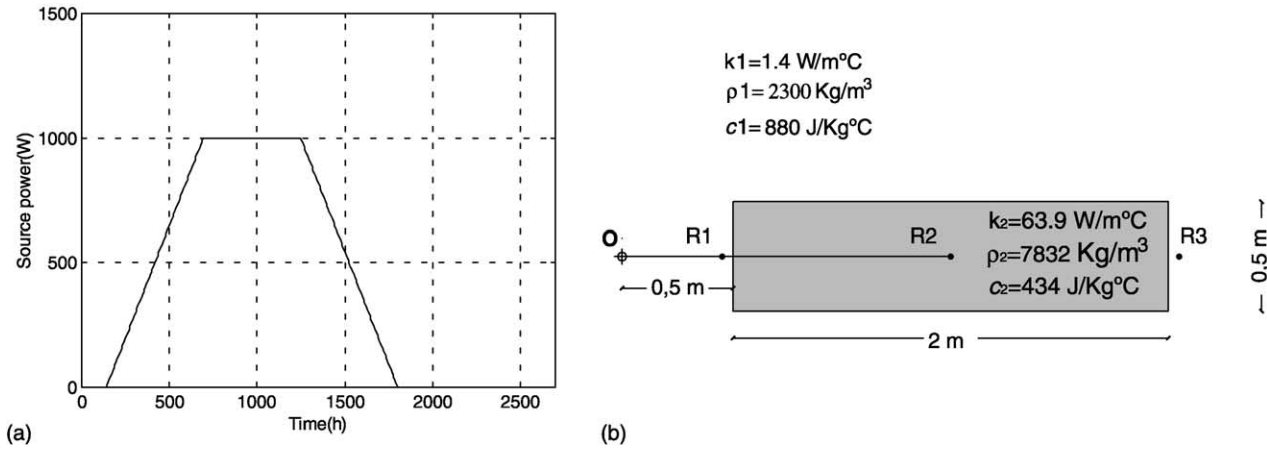 1500
1000
500
0
Source power(W)
0 500 1000 1500 2000 2500
Time(h)
(a)
k1=1.4 W/mºC
ρ1=2300 Kg/m³
c1=880 J/KgºC
O
R1
R2
R3
k₂=63.9 W/mºC
ρ₂=7832 Kg/m³
c₂=434 J/KgºC
0,5 m
2 m
0.5 m
(b)